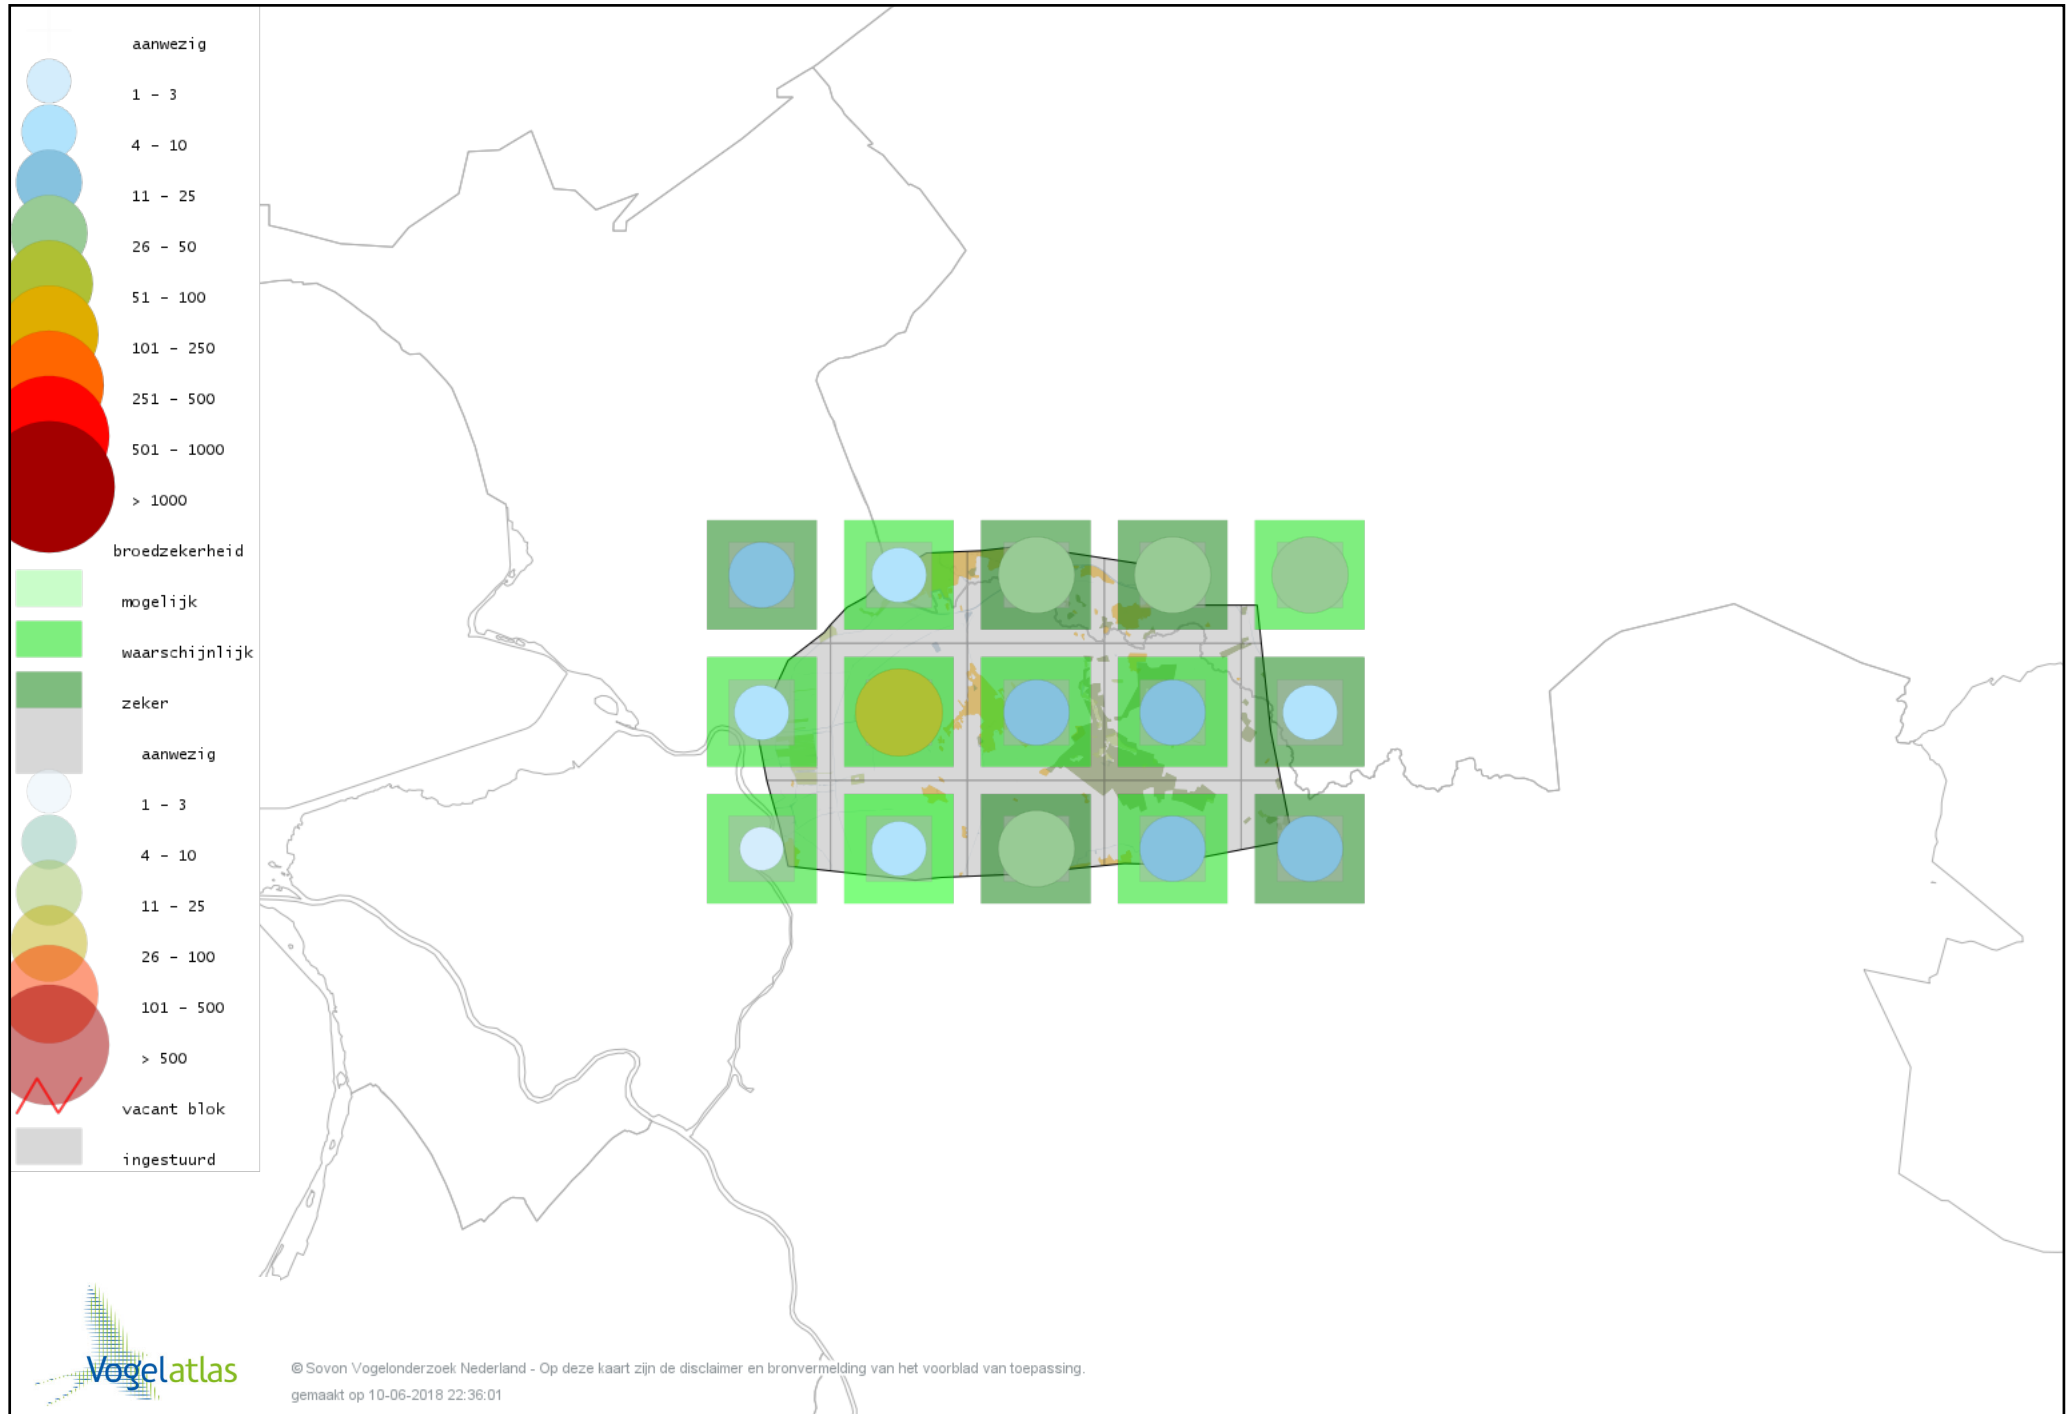 aanwezig
1 - 3
4 - 10
11 - 25
26 - 50
51 - 100
101 - 250
251 - 500
501 - 1000
> 1000
broedzekerheid
mogelijk
waarschijnlijk
zeker
aanwezig
1 - 3
4 - 10
11 - 25
26 - 100
101 - 500
> 500
vacant blok
ingestuurd
Vogelatlas
© Sovon Vogelonderzoek Nederland - Op deze kaart zijn de disclaimer en bronvermelding van het voorblad van toepassing.
gemaakt op 10-06-2018 22:36:01